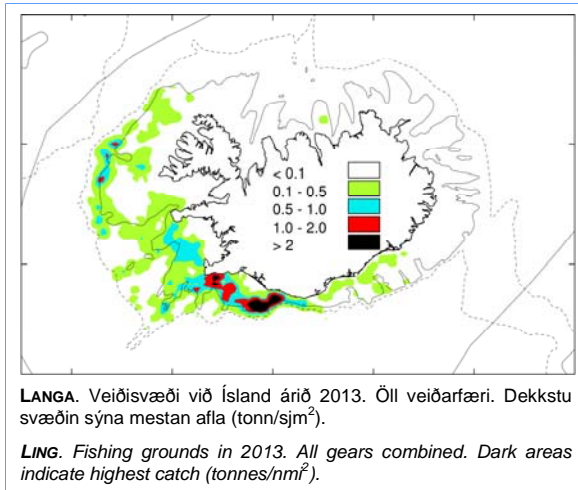 < 0.1
0.1 - 0.5
0.5 - 1.0
1.0 - 2.0
> 2
LANGA. Veiðisvæði við Ísland árið 2013. Öll veiðarfæri. Dekkstu
svæðin sýna mestan afla (tonn/sjm²).
LING. Fishing grounds in 2013. All gears combined. Dark areas
indicate highest catch (tonnes/nmi²).